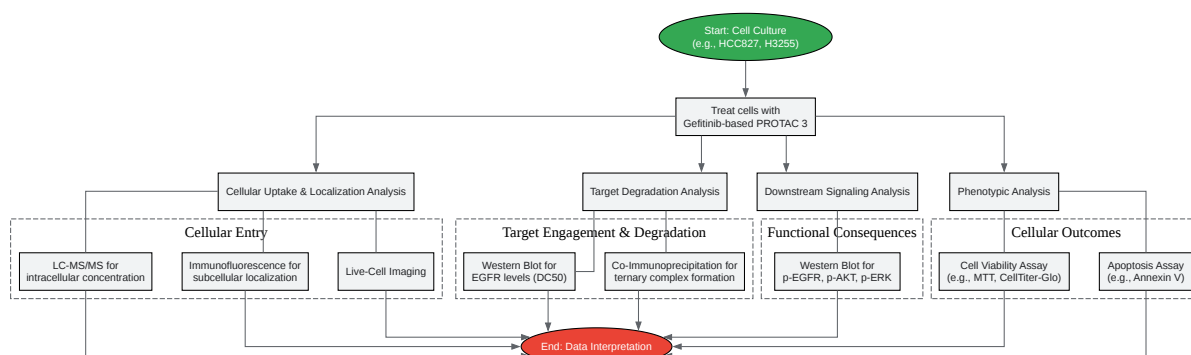 Start: Cell Culture
(e.g., HCC827, H3255)
Treat cells with
Gefitinib-based PROTAC 3
Cellular Uptake & Localization Analysis
Target Degradation Analysis
Downstream Signaling Analysis
Phenotypic Analysis
Cellular Entry
Target Engagement & Degradation
Functional Consequences
Cellular Outcomes
LC-MS/MS for
intracellular concentration
Immunofluorescence for
subcellular localization
Live-Cell Imaging
Western Blot for
EGFR levels (DC50)
Co-Immunoprecipitation for
ternary complex formation
Western Blot for
p-EGFR, p-AKT, p-ERK
Cell Viability Assay
(e.g., MTT, CellTiter-Glo)
Apoptosis Assay
(e.g., Annexin V)
End: Data Interpretation